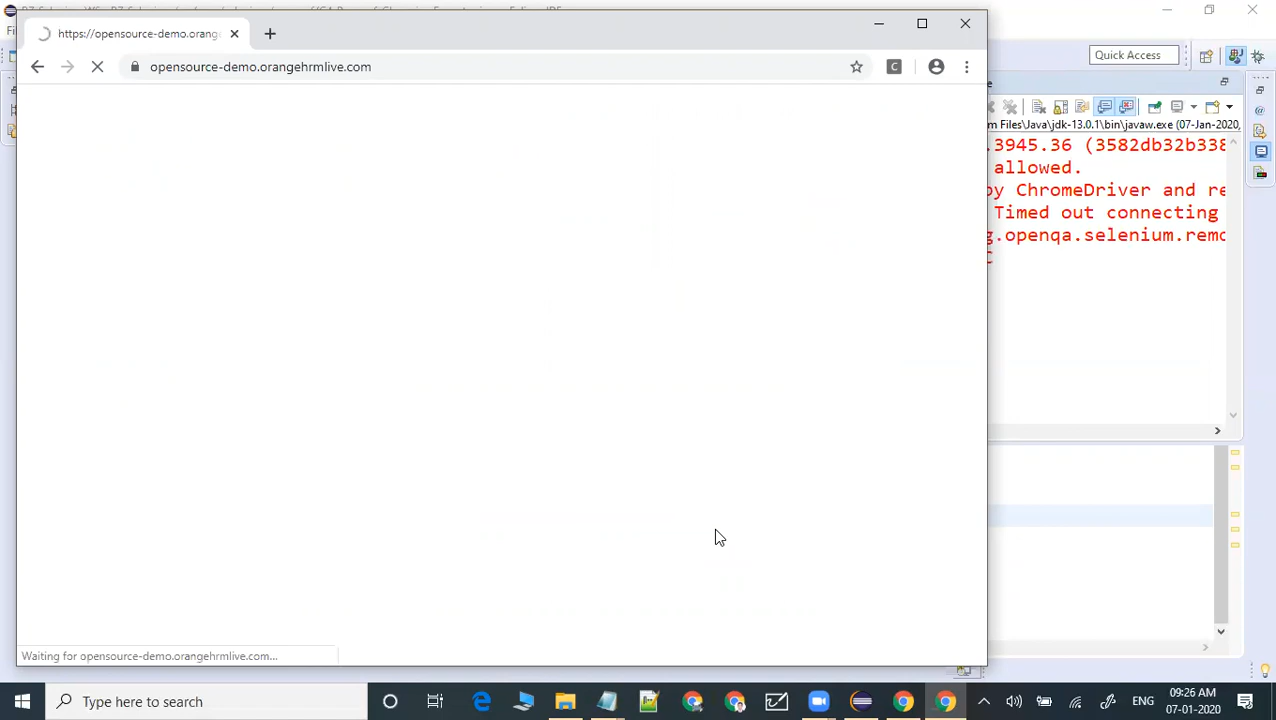 https://opensource-demo.orange
opensource-demo.orangehrmlive.com
C
Quick Access
m Files\Java\jdk-13.0.1\bin\javaw.exe (07-Jan-2020,
.3945.36 (3582db32b338
allowed.
by ChromeDriver and re
Timed out connecting
g.openqa.selenium.remo
C
Waiting for opensource-demo.orangehrmlive.com...
Type here to search
ENG
09:26 AM
07-01-2020